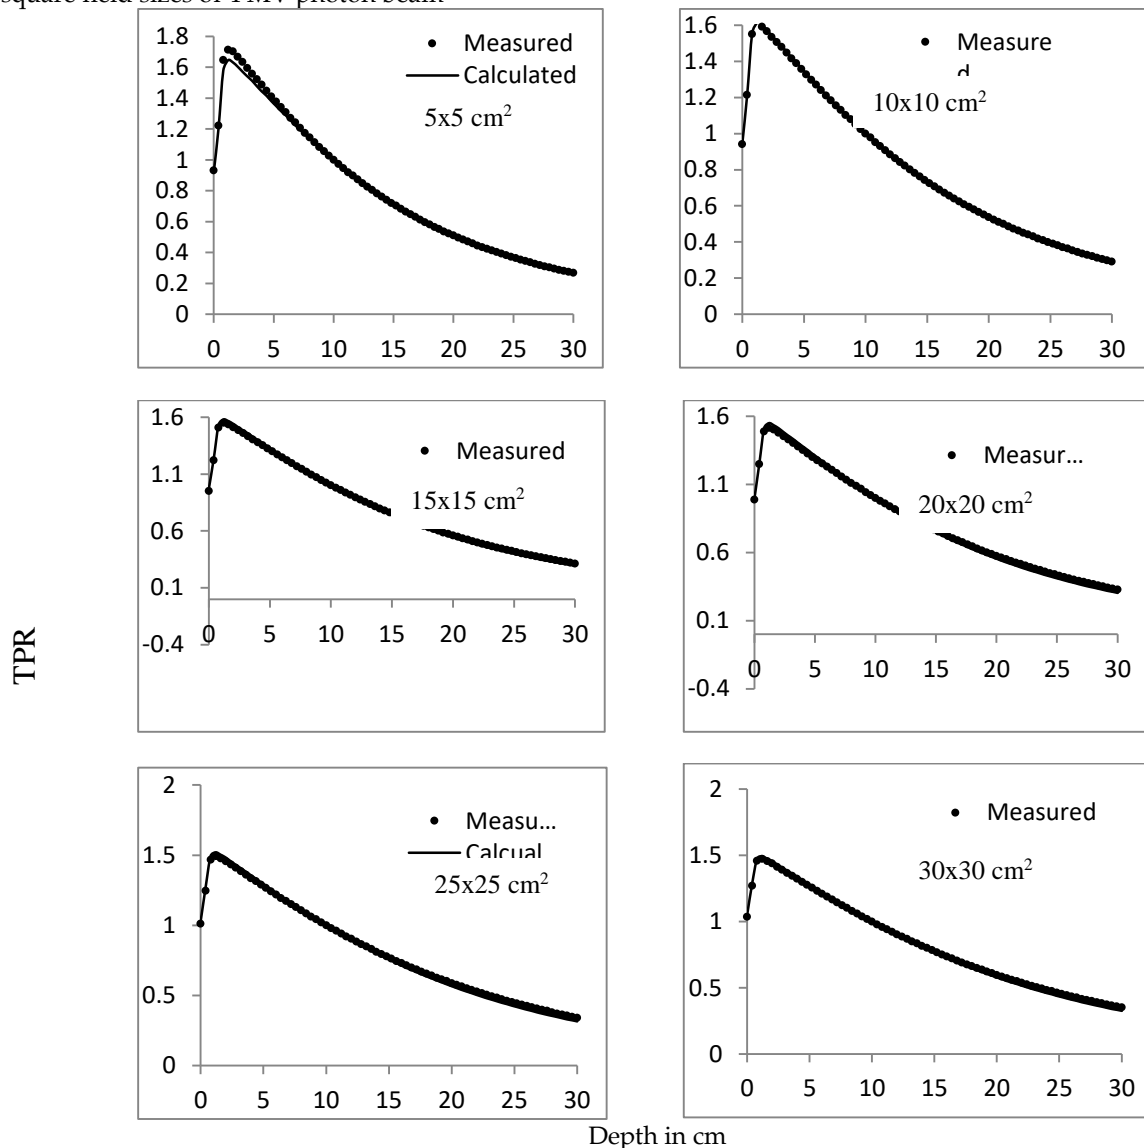 square field sizes of
photon beam
1.8
1.6
1.4
1.2
1
0.8
0.6
0.4
0.2
0
0 5 10 15 20 25 30
Measured
Calculated
5x5 cm²
1.6
1.4
1.2
1
0.8
0.6
0.4
0.2
0
0 5 10 15 20 25 30
Measure
10x10 cm²
1.6
1.1
0.6
0.1
-0.4
0 5 10 15 20 25 30
Measured
15x15 cm²
1.6
1.1
0.6
0.1
-0.4
0 5 10 15 20 25 30
Measur...
20x20 cm²
TPR
2
1.5
1
0.5
0
0 5 10 15 20 25 30
Measu...
Calcual
25x25 cm²
2
1.5
1
0.5
0
0 5 10 15 20 25 30
Measured
30x30 cm²
Depth in cm